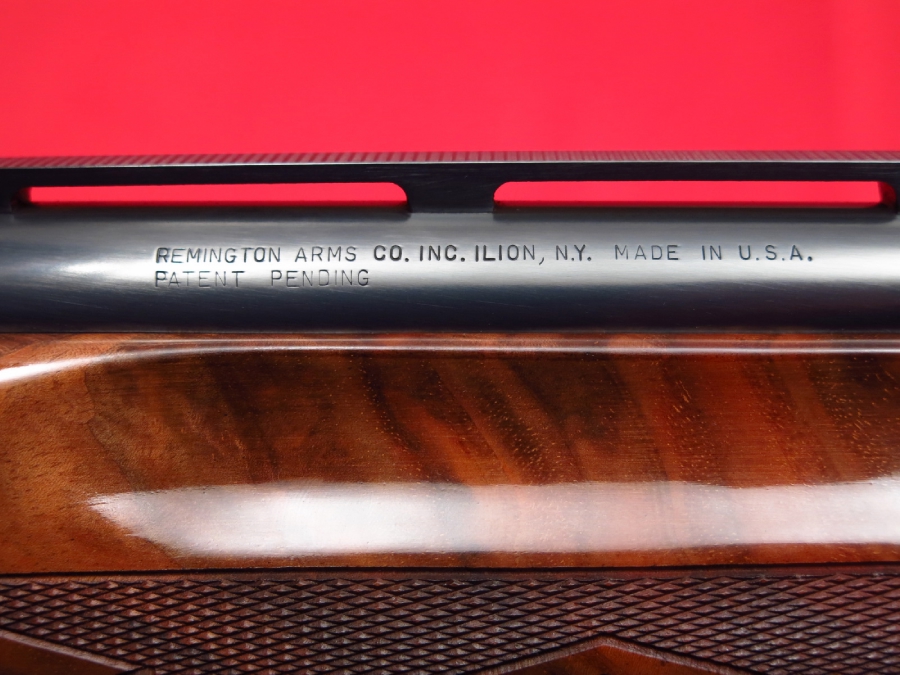 REMINGTON ARMS CO. INC. ILION, N.Y. MADE IN U.S.A.
PATENT PENDING